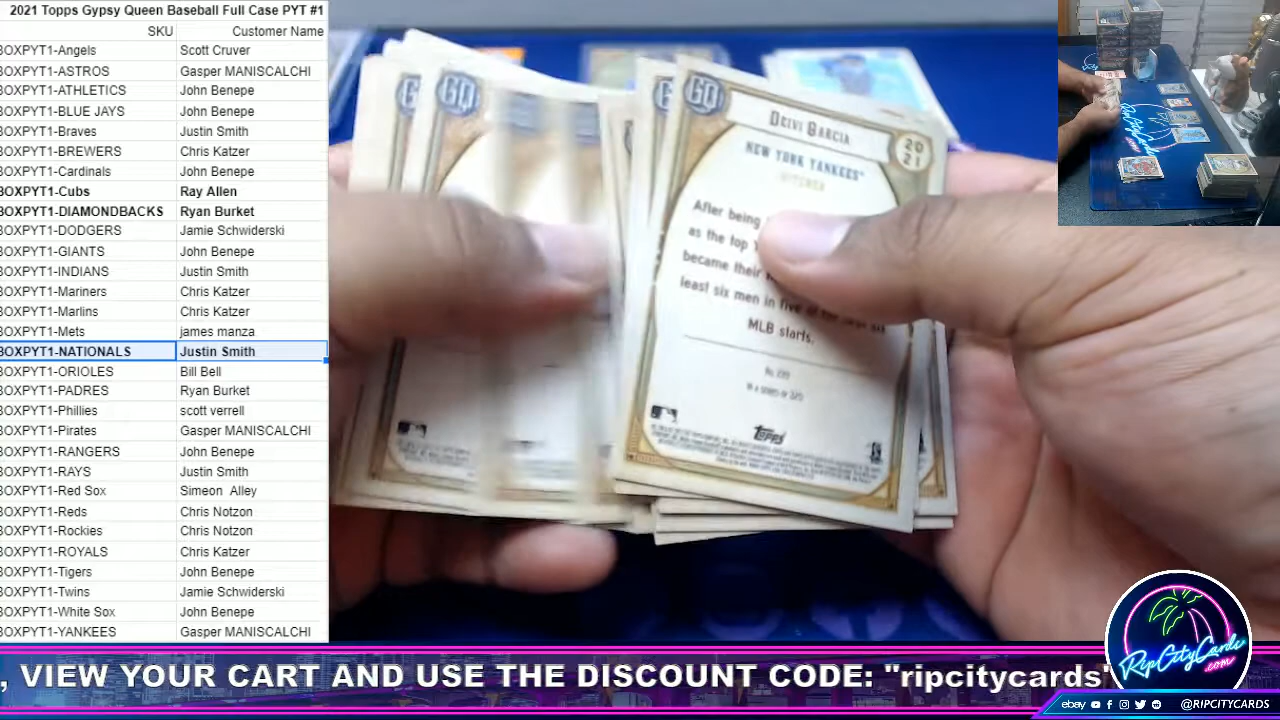 2021 Topps Gypsy Queen Baseball Full Case PYT #1
SKU Customer Name
BOXPYT1-Angels Scott Cruver
BOXPYT1-ASTROS Gasper MANISCALCHI
BOXPYT1-ATHLETICS John Benepe
BOXPYT1-BLUE JAYS John Benepe
BOXPYT1-Braves Justin Smith
BOXPYT1-BREWERS Chris Katzer
BOXPYT1-Cardinals John Benepe
BOXPYT1-Cubs Ray Allen
BOXPYT1-DIAMONDBACKS Ryan Burket
BOXPYT1-DODGERS Jamie Schwiderski
BOXPYT1-GIANTS John Benepe
BOXPYT1-INDIANS Justin Smith
BOXPYT1-Mariners Chris Katzer
BOXPYT1-Marlins Chris Katzer
BOXPYT1-Mets james manza
BOXPYT1-NATIONALS Justin Smith
BOXPYT1-ORIOLES Bill Bell
BOXPYT1-PADRES Ryan Burket
BOXPYT1-Phillies scott verrell
BOXPYT1-Pirates Gasper MANISCALCHI
BOXPYT1-RANGERS John Benepe
BOXPYT1-RAYS Justin Smith
BOXPYT1-Red Sox Simeon Alley
BOXPYT1-Reds Chris Notzon
BOXPYT1-Rockies Chris Notzon
BOXPYT1-ROYALS Chris Katzer
BOXPYT1-Tigers John Benepe
BOXPYT1-Twins Jamie Schwiderski
BOXPYT1-White Sox John Benepe
BOXPYT1-YANKEES Gasper MANISCALCHI
GQ
GQ
DEIVI GARCIA
20
21
NEW YORK YANKEES
PITCHER
After being
as the top
became their
least six men in five of
MLB starts.
TOPPS
, VIEW YOUR CART AND USE THE DISCOUNT CODE: "ripcitycards"
RipCityCards
.com
ebay @RIPCITYCARDS